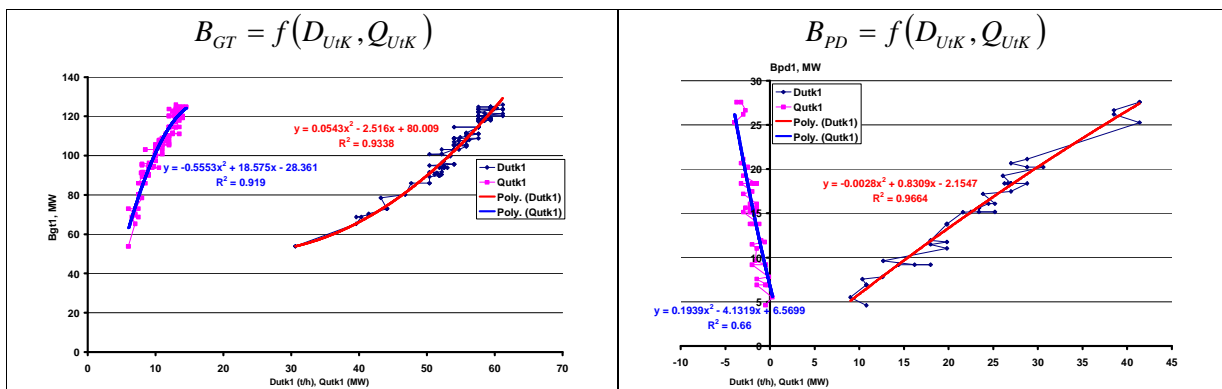 B_GT = f(D_UtK, Q_UtK)
140
120
100
80
60
40
20
0
Bgt1, MW
y = 0.0543x² - 2.516x + 80.009
R² = 0.9338
y = -0.5553x² + 18.575x - 28.361
R² = 0.919
Dutk1
Qutk1
Poly. (Dutk1)
Poly. (Qutk1)
0 10 20 30 40 50 60 70
Dutk1 (t/h), Qutk1 (MW)
B_PD = f(D_UtK, Q_UtK)
Bpd1, MW
30
25
20
15
10
5
0
Dutk1
Qutk1
Poly. (Dutk1)
Poly. (Qutk1)
y = -0.0028x² + 0.8309x - 2.1547
R² = 0.9664
y = 0.1939x² - 4.1319x + 6.5699
R² = 0.66
-10 -5 0 5 10 15 20 25 30 35 40 45
Dutk1 (t/h), Qutk1 (MW)